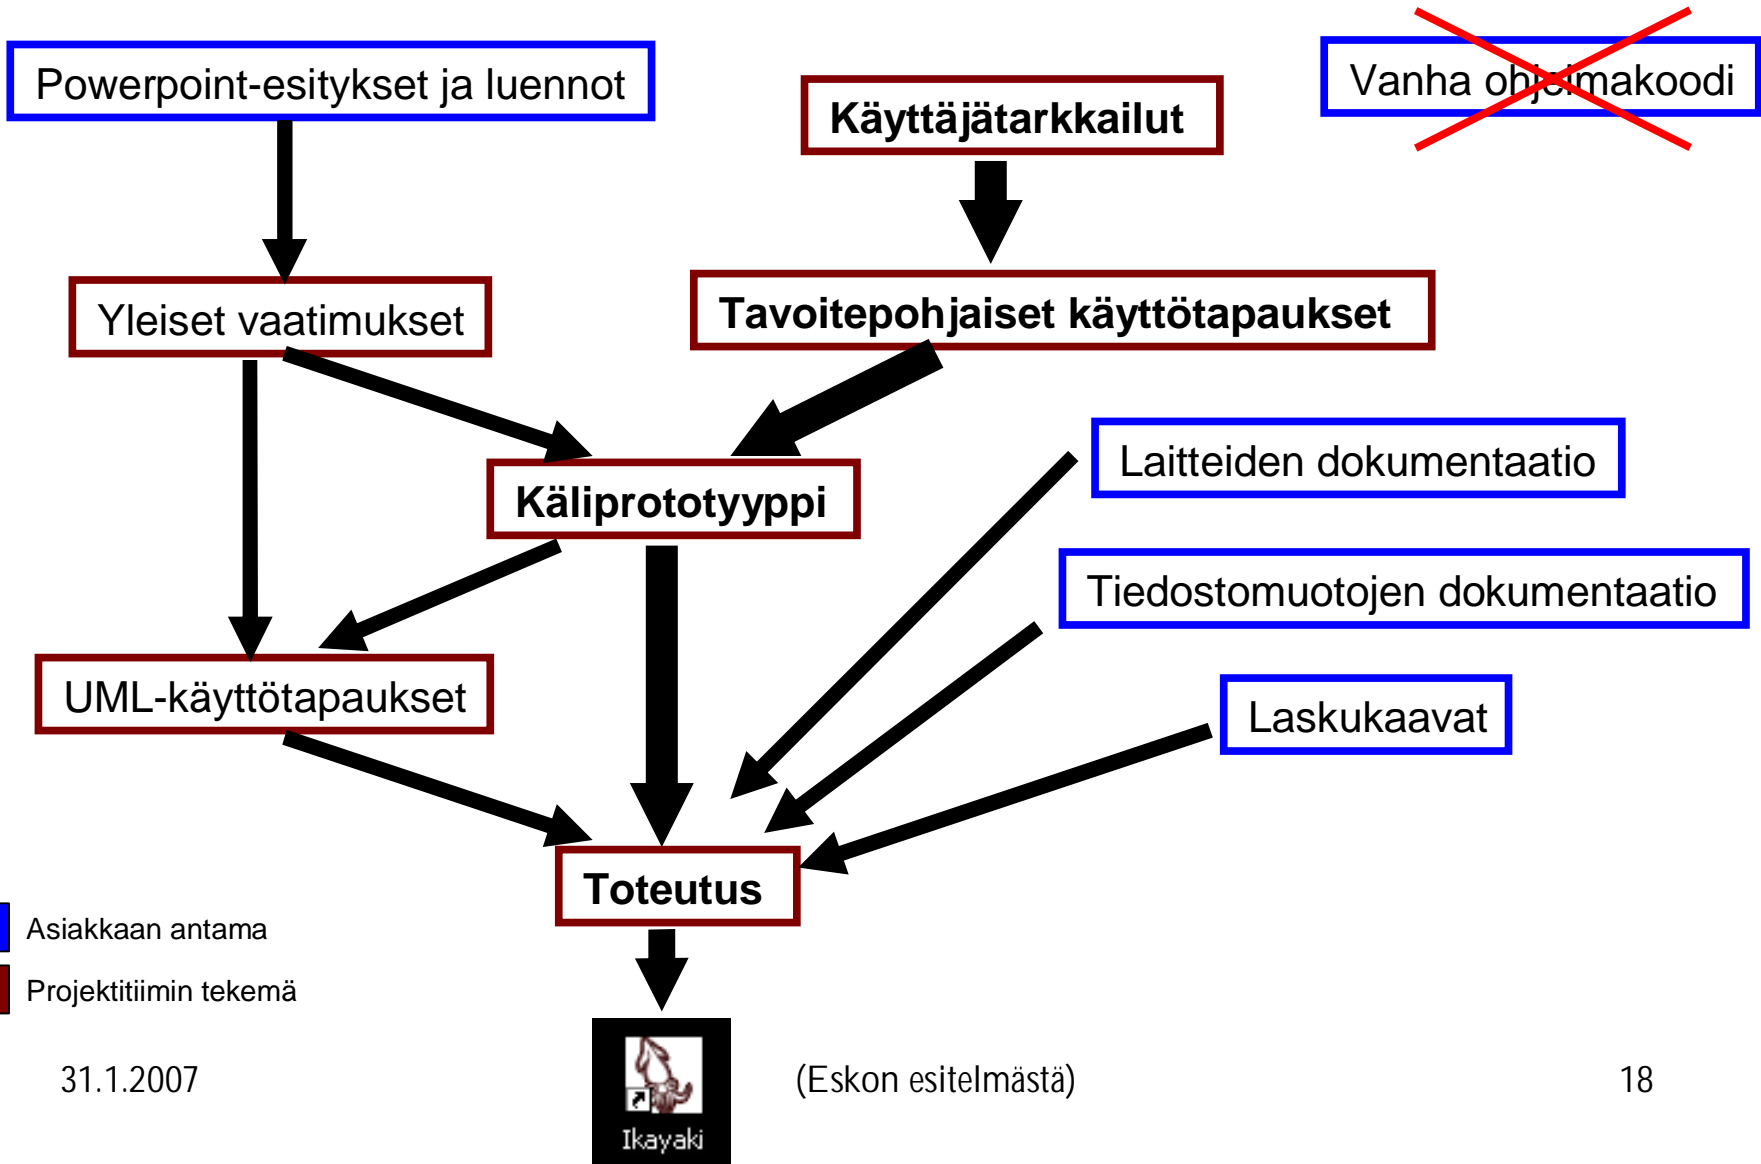 Powerpoint-esitykset ja luennot
Vanha ohjelmakoodi
Käyttäjätarkkailut
Yleiset vaatimukset
Tavoitepohjaiset käyttötapaukset
Laitteiden dokumentaatio
Käliprototyyppi
Tiedostomuotojen dokumentaatio
UML-käyttötapaukset
Laskukaavat
Toteutus
Asiakkaan antama
Projektitiimin tekemä
Ikayaki
31.1.2007
(Eskon esitelmästä)
18